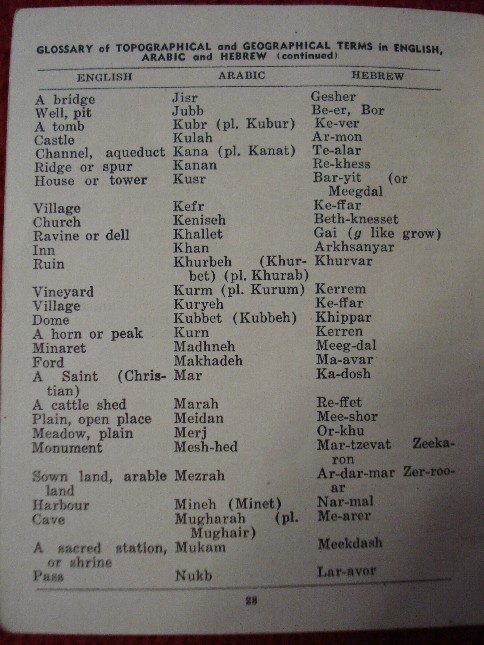 GLOSSARY of TOPOGRAPHICAL and GEOGRAPHICAL TERMS in ENGLISH,
ARABIC and HEBREW (continued)
ENGLISH ARABIC HEBREW
A bridge Jisr Gesher
Well, pit Jubb Be-er, Bor
A tomb Kubr (pl. Kubur) Ke-ver
Castle Kulah Ar-mon
Channel, aqueduct Kana (pl. Kanat) Te-alar
Ridge or spur Kanan Re-khess
House or tower Kusr Bar-yit (or
Meegdal
Village Kefr Ke-ffar
Church Keniseh Beth-knesset
Ravine or dell Khallet Gai (g like grow)
Inn Khan Arkhsanyar
Ruin Khurbeh (Khur- Khurvar
bet) (pl. Khurab)
Vineyard Kurm (pl. Kurum) Kerrem
Village Kuryeh Ke-ffar
Dome Kubbet (Kubbeh) Khippar
A horn or peak Kurn Kerren
Minaret Madhneh Meeg-dal
Ford Makhadeh Ma-avar
A Saint (Chris- Mar Ka-dosh
tian)
A cattle shed Marah Re-ffet
Plain, open place Meidan Mee-shor
Meadow, plain Merj Or-khu
Monument Mesh-hed Mar-tzevat Zeeka-
ron
Sown land, arable Mezrah Ar-dar-mar Zer-roo-
land ar
Harbour Mineh (Minet) Nar-mal
Cave Mugharah (pl. Me-arer
Mughair)
A sacred station, Mukam Meekdash
or shrine
Pass Nukb Lar-avor
28